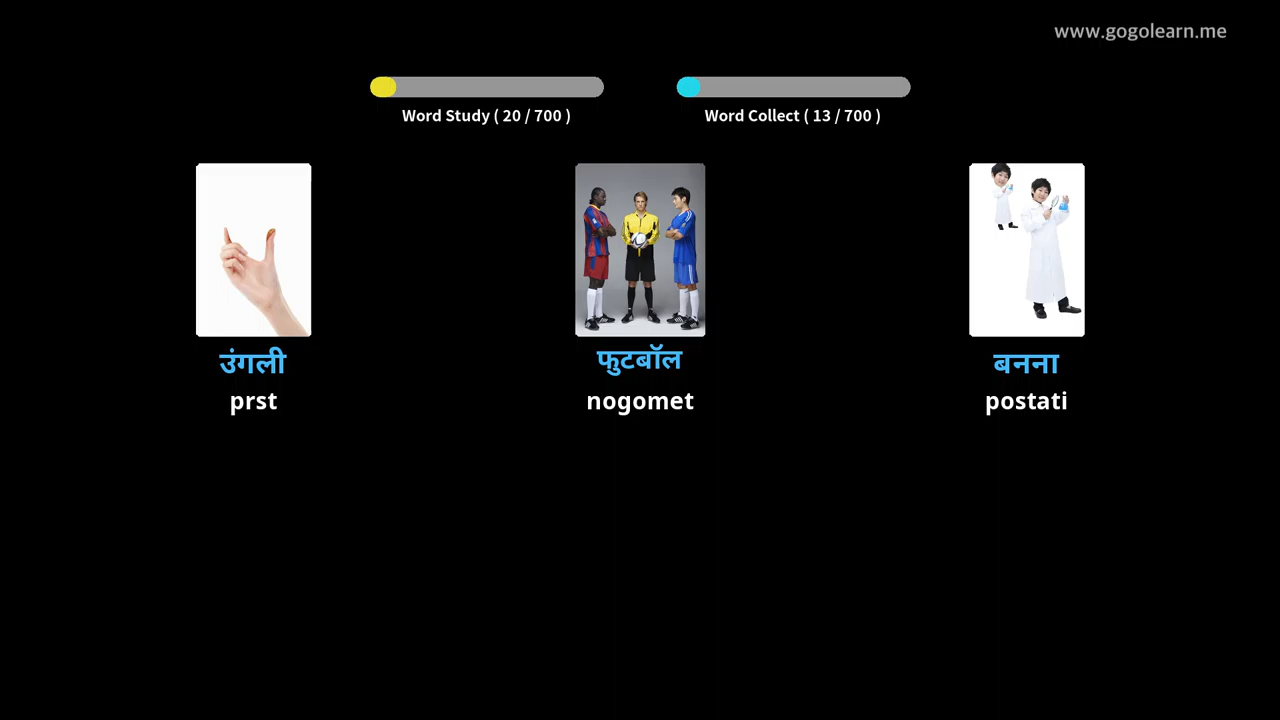 www.gogolearn.me
Word Study ( 20 / 700 )
Word Collect ( 13 / 700 )
उंगली
फुटबॉल
बनना
prst
nogomet
postati